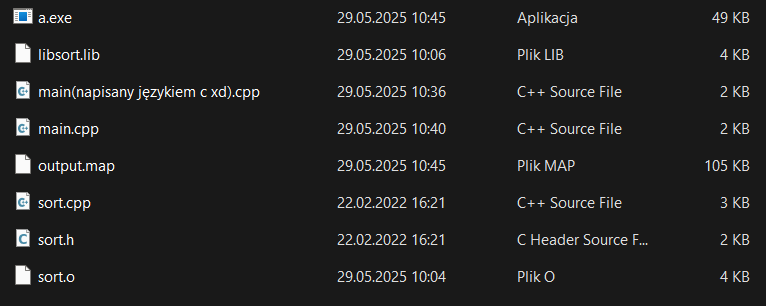 a.exe 29.05.2025 10:45 Aplikacja 49 KB
libsort.lib 29.05.2025 10:06 Plik LIB 4 KB
main(napisany językiem c xd).cpp 29.05.2025 10:36 C++ Source File 2 KB
main.cpp 29.05.2025 10:40 C++ Source File 2 KB
output.map 29.05.2025 10:45 Plik MAP 105 KB
sort.cpp 22.02.2022 16:21 C++ Source File 3 KB
sort.h 22.02.2022 16:21 C Header Source F... 2 KB
sort.o 29.05.2025 10:04 Plik O 4 KB